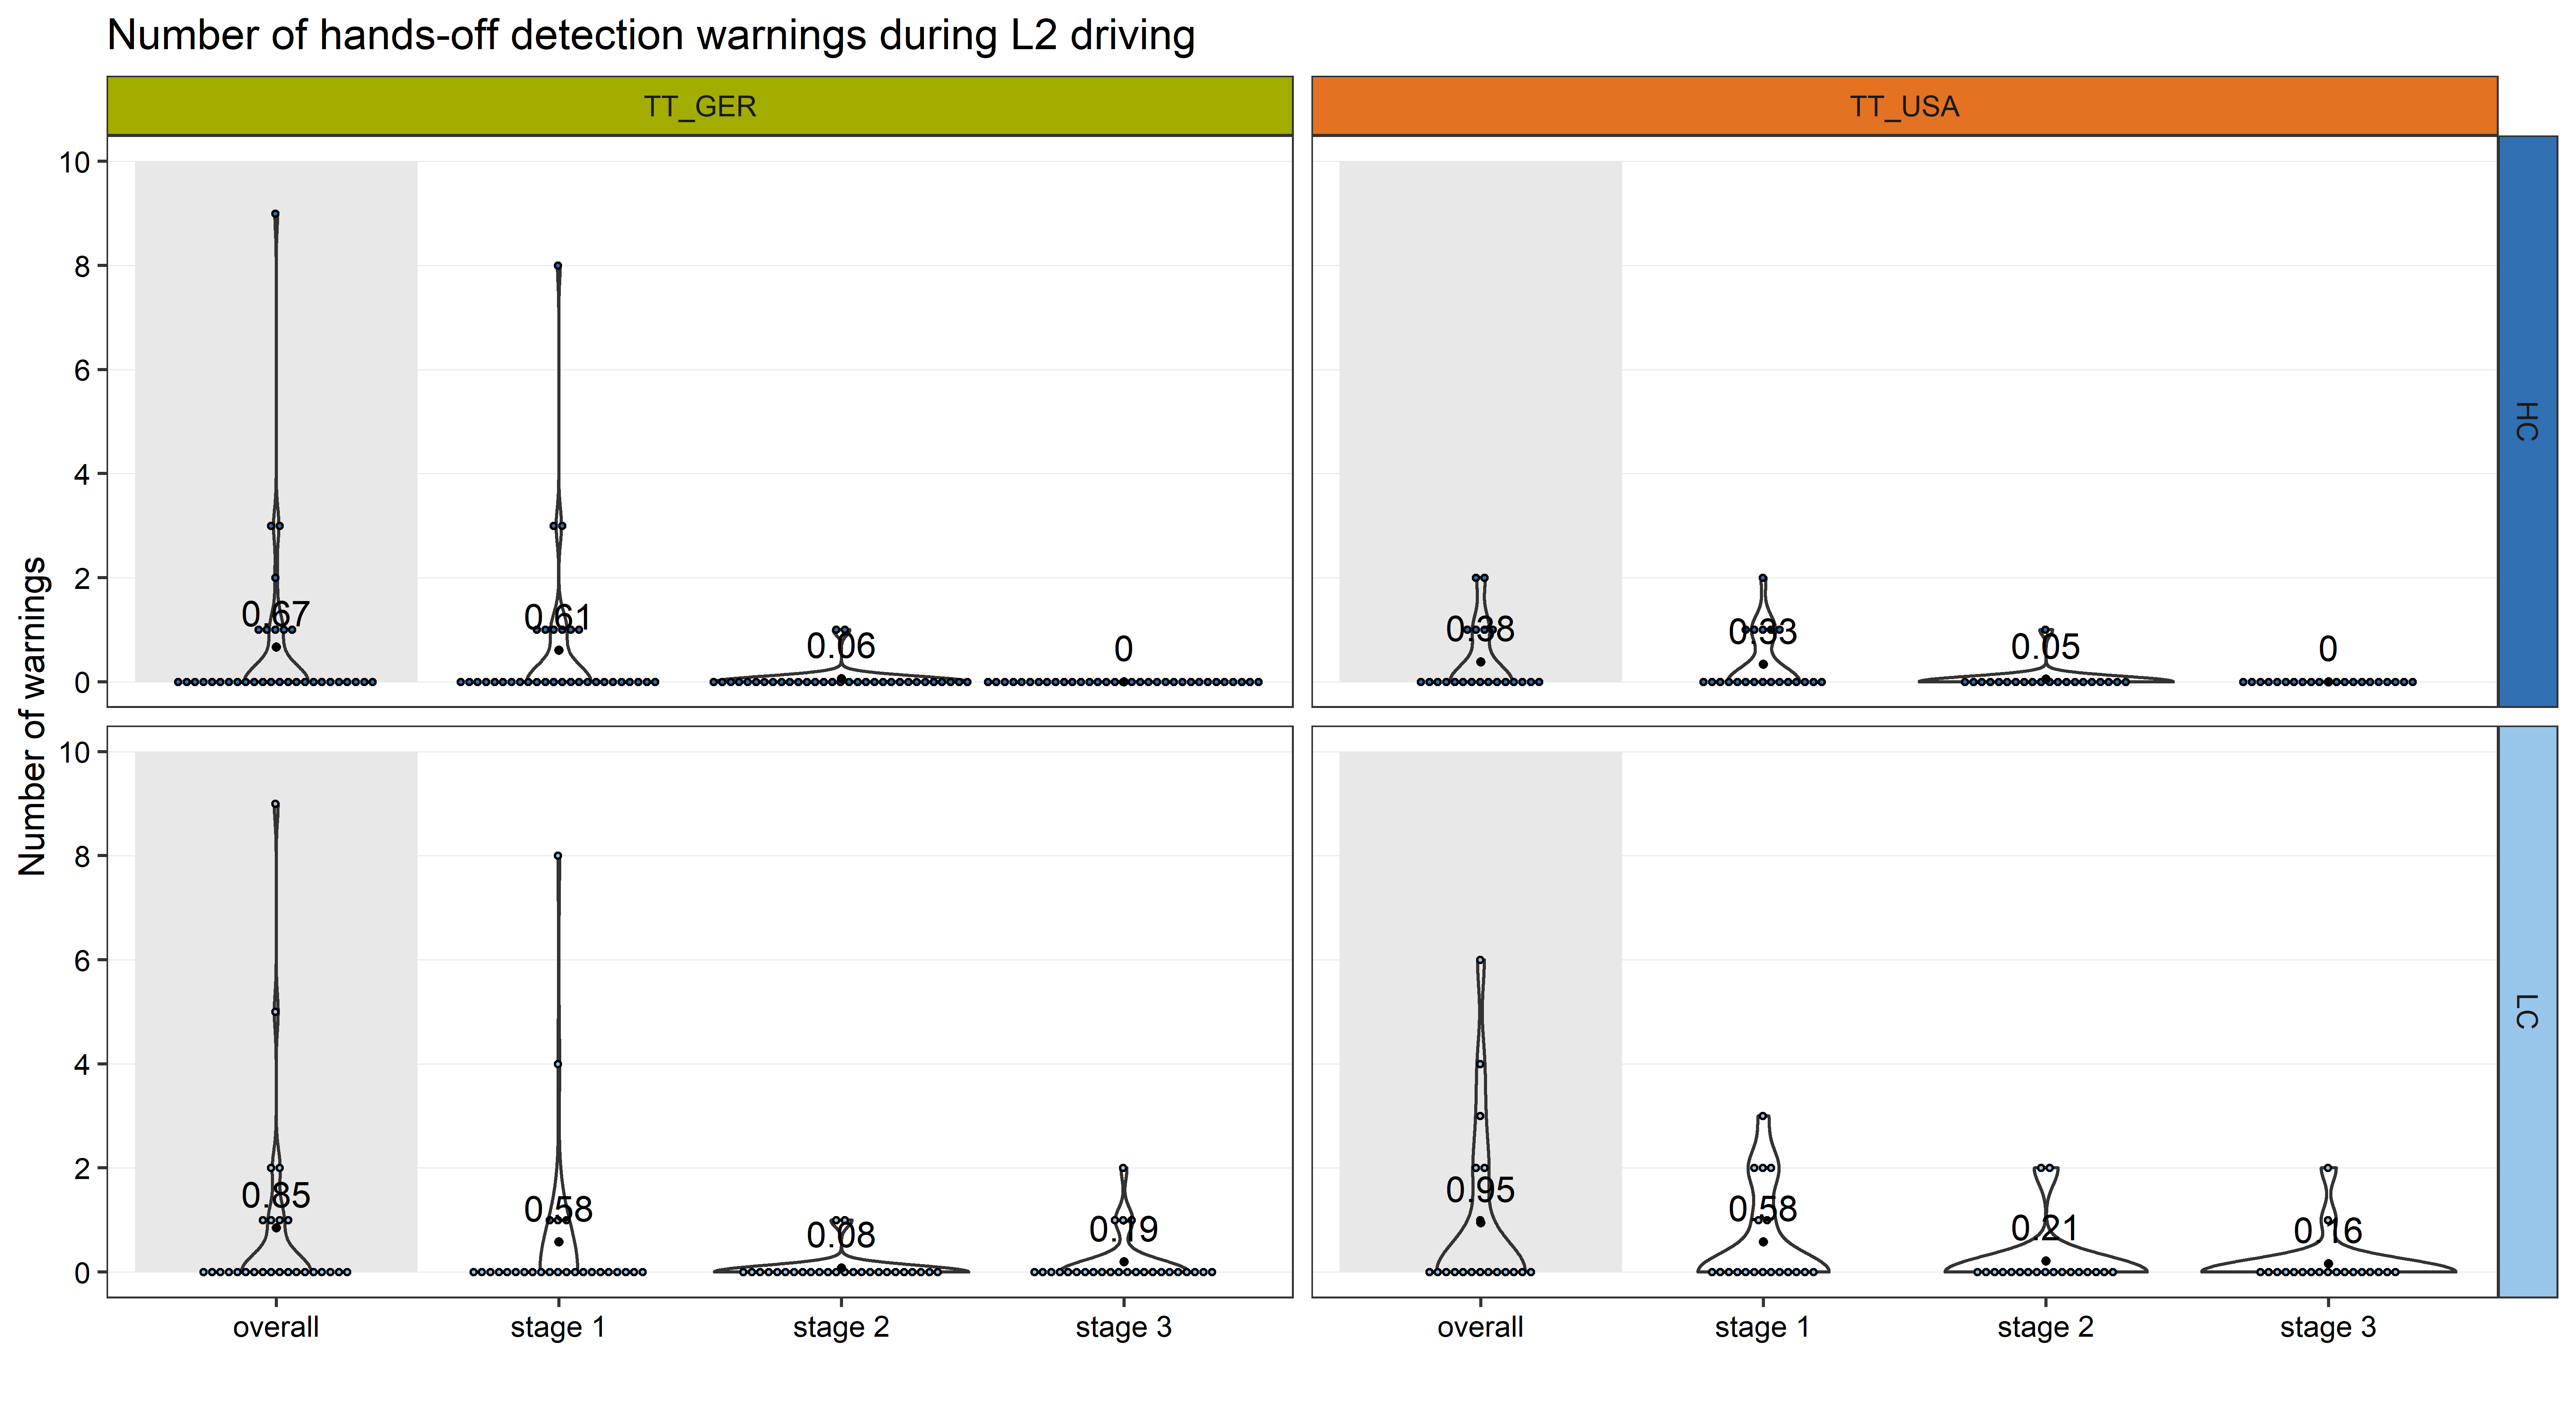 Number of hands-off detection warnings during L2 driving
TT_GER
TT_USA
Number of warnings
10
8
6
4
2
0
0.67
0.61
0.06
0
0.38
0.33
0.05
0
HC
10
8
6
4
2
0
0.85
0.58
0.08
0.19
0.95
0.58
0.21
0.16
LC
overall
stage 1
stage 2
stage 3
overall
stage 1
stage 2
stage 3